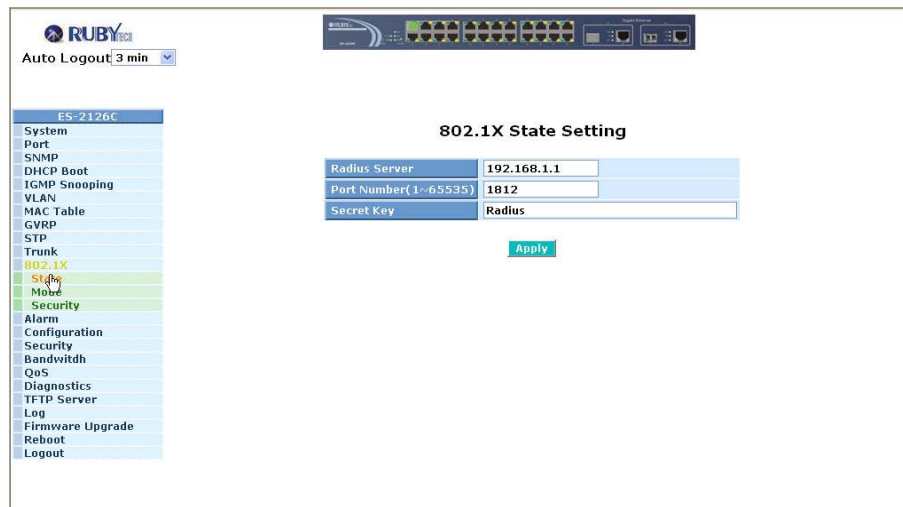 RUBYTECH
Auto Logout 3 min
ES-2126C
System
Port
SNMP
DHCP Boot
IGMP Snooping
VLAN
MAC Table
GVRP
STP
Trunk
802.1X
State
Mode
Security
Alarm
Configuration
Security
Bandwitdh
QoS
Diagnostics
TFTP Server
Log
Firmware Upgrade
Reboot
Logout
802.1X State Setting
Radius Server 192.168.1.1
Port Number(1~65535) 1812
Secret Key Radius
Apply